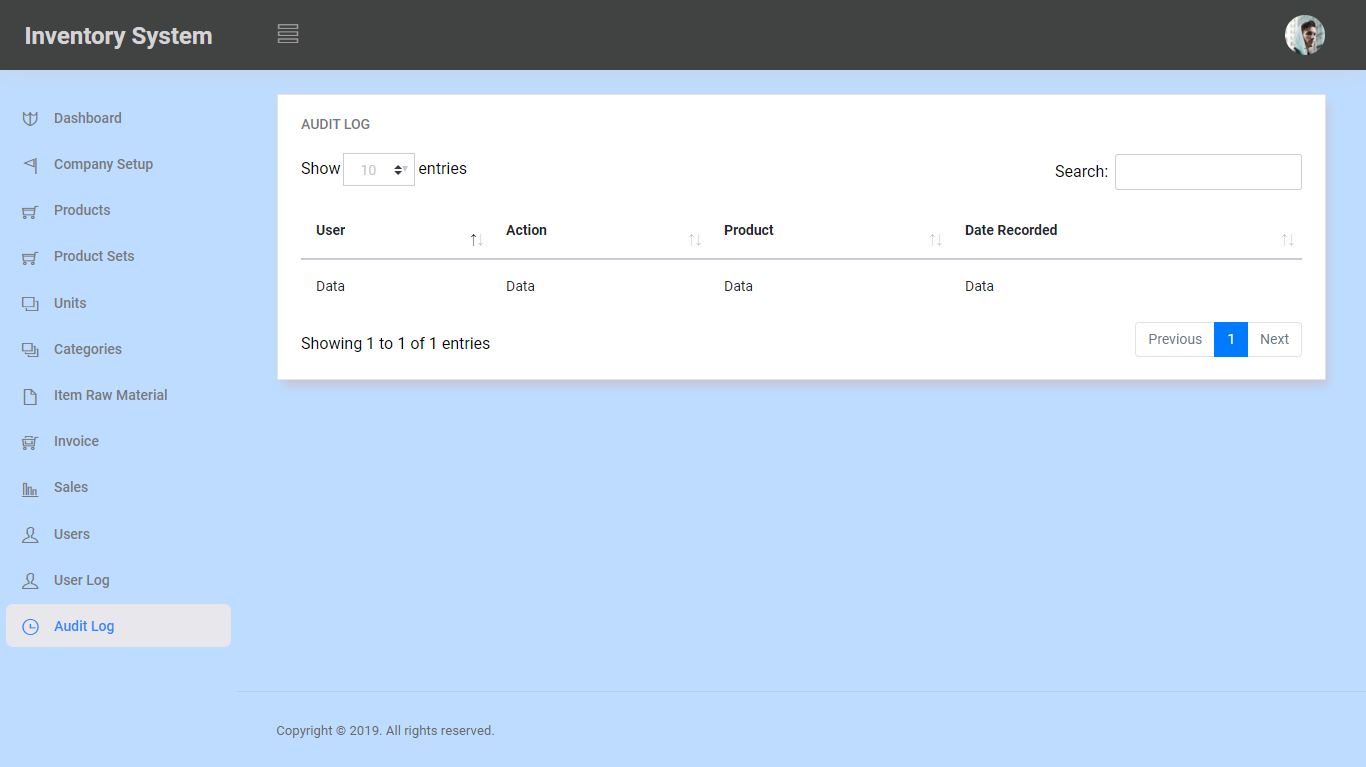 Inventory System
Dashboard
Company Setup
Products
Product Sets
Units
Categories
Item Raw Material
Invoice
Sales
Users
User Log
Audit Log
AUDIT LOG
Show 10 entries
Search:
User Action Product Date Recorded
Data Data Data Data
Showing 1 to 1 of 1 entries
Previous 1 Next
Copyright © 2019. All rights reserved.